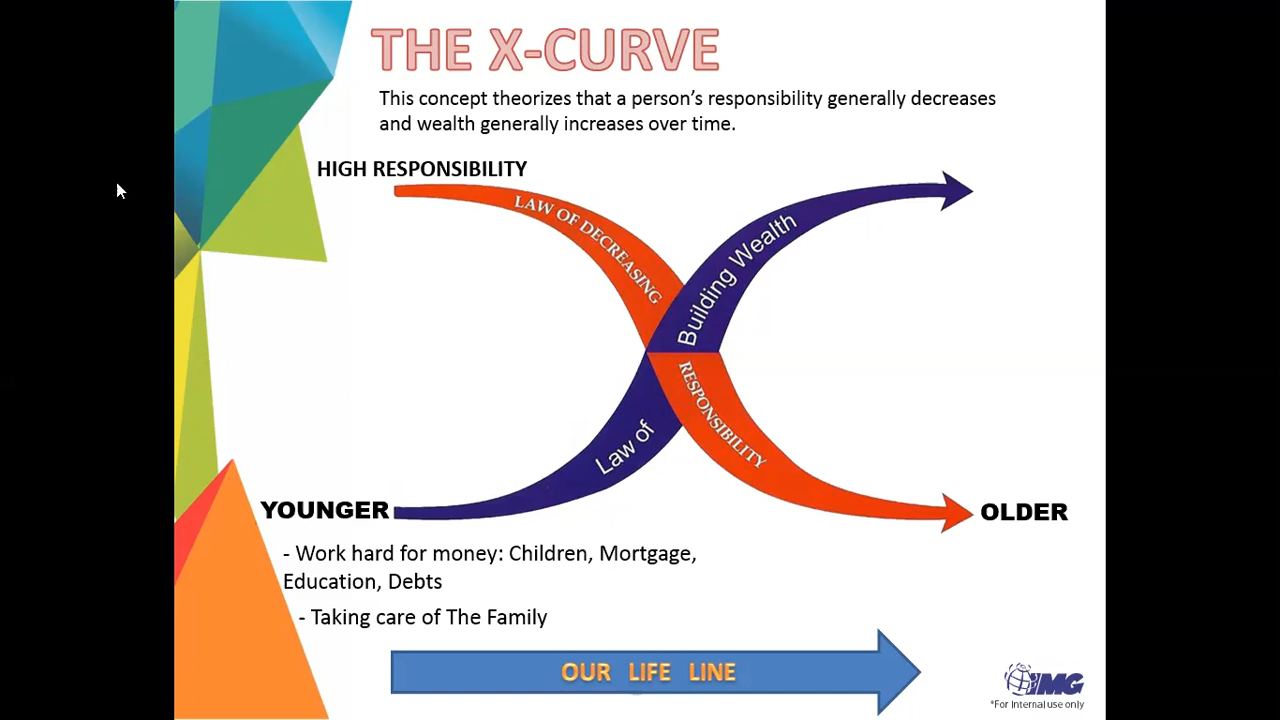 THE X-CURVE
This concept theorizes that a person's responsibility generally decreases
and wealth generally increases over time.
HIGH RESPONSIBILITY
LAW OF DECREASING
RESPONSIBILITY
Law of
Building Wealth
YOUNGER
OLDER
- Work hard for money: Children, Mortgage,
Education, Debts
- Taking care of The Family
OUR LIFE LINE
IMG
*For Internal use only